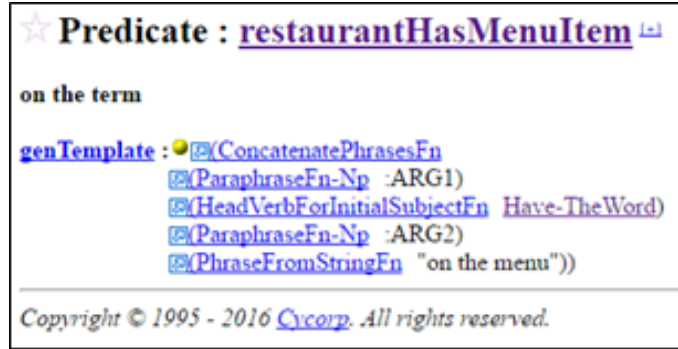 Predicate : restaurantHasMenuItem [+]
on the term
genTemplate : (ConcatenatePhrasesFn
(ParaphraseFn-Np :ARG1)
(HeadVerbForInitialSubjectFn Have-TheWord)
(ParaphraseFn-Np :ARG2)
(PhraseFromStringFn "on the menu"))
Copyright © 1995 - 2016 Cycorp. All rights reserved.